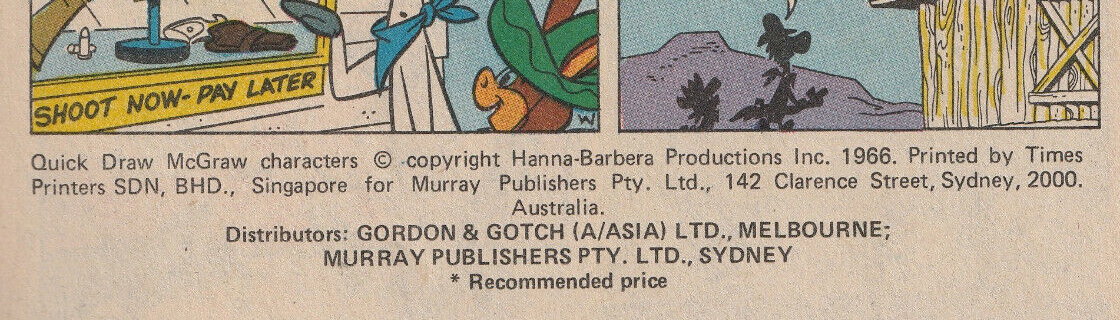 SHOOT NOW-PAY LATER
W
Quick Draw McGraw characters © copyright Hanna-Barbera Productions Inc. 1966. Printed by Times
Printers SDN, BHD., Singapore for Murray Publishers Pty. Ltd., 142 Clarence Street, Sydney, 2000.
Australia.
Distributors: GORDON & GOTCH (A/ASIA) LTD., MELBOURNE;
MURRAY PUBLISHERS PTY. LTD., SYDNEY
* Recommended price